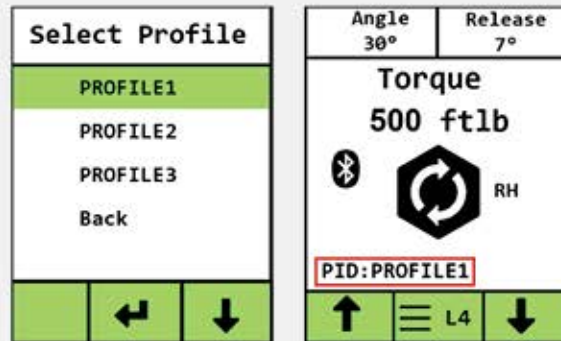 Select Profile
PROFILE1
PROFILE2
PROFILE3
Back
Angle
30°
Release
7°
Torque
500 ftlb
RH
PID:PROFILE1
L4